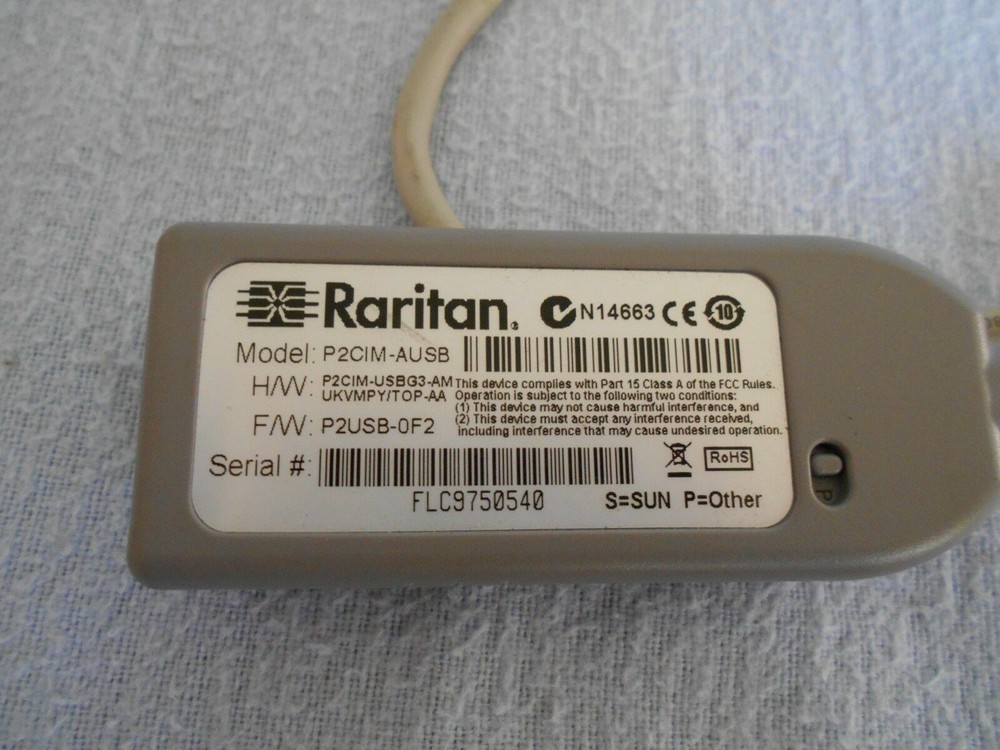 Raritan. N14663 CE 10
Model: P2CIM-AUSB
H/W: P2CIM-USBG3-AM
UKVMPY/TOP-AA
This device complies with Part 15 Class A of the FCC Rules.
Operation is subject to the following two conditions:
(1) This device may not cause harmful interference, and
(2) This device must accept any interference received,
including interference that may cause undesired operation.
F/W: P2USB-0F2
RoHS
Serial #:
FLC9750540
S=SUN P=Other
P